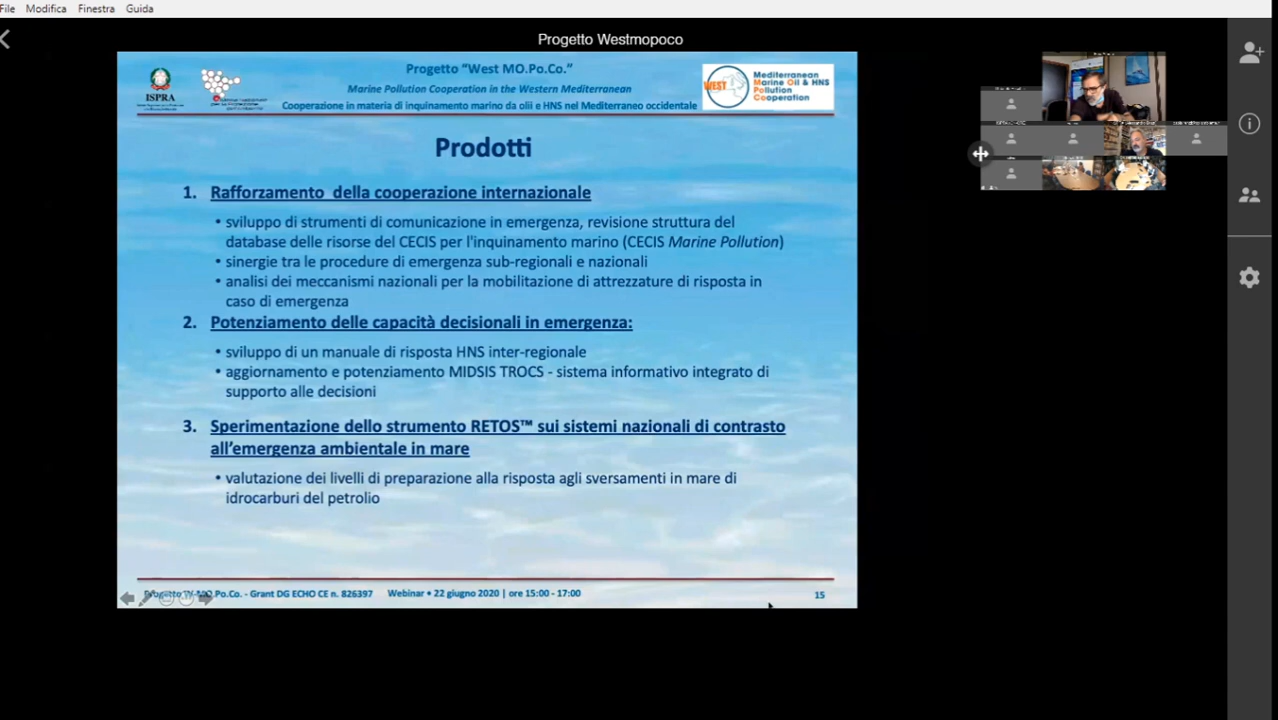 File Modifica Finestra Guida
Progetto Westmopoco
Progetto “West MO.Po.Co.”
Marine Pollution Cooperation in the Western Mediterranean
Cooperazione in materia di inquinamento marino da olii e HNS nel Mediterraneo occidentale
ISPRA
WEST
Mediterranean
Marine Oil & HNS
Pollution
Cooperation
Prodotti
1. Rafforzamento della cooperazione internazionale
• sviluppo di strumenti di comunicazione in emergenza, revisione struttura del
database delle risorse del CECIS per l'inquinamento marino (CECIS Marine Pollution)
• sinergie tra le procedure di emergenza sub-regionali e nazionali
• analisi dei meccanismi nazionali per la mobilitazione di attrezzature di risposta in
caso di emergenza
2. Potenziamento delle capacità decisionali in emergenza:
• sviluppo di un manuale di risposta HNS inter-regionale
• aggiornamento e potenziamento MIDSIS TROCS - sistema informativo integrato di
supporto alle decisioni
3. Sperimentazione dello strumento RETOS™ sui sistemi nazionali di contrasto
all’emergenza ambientale in mare
• valutazione dei livelli di preparazione alla risposta agli sversamenti in mare di
idrocarburi del petrolio
Progetto W-MO.Po.Co. - Grant DG ECHO CE n. 826397 Webinar • 22 giugno 2020 | ore 15:00 - 17:00 15